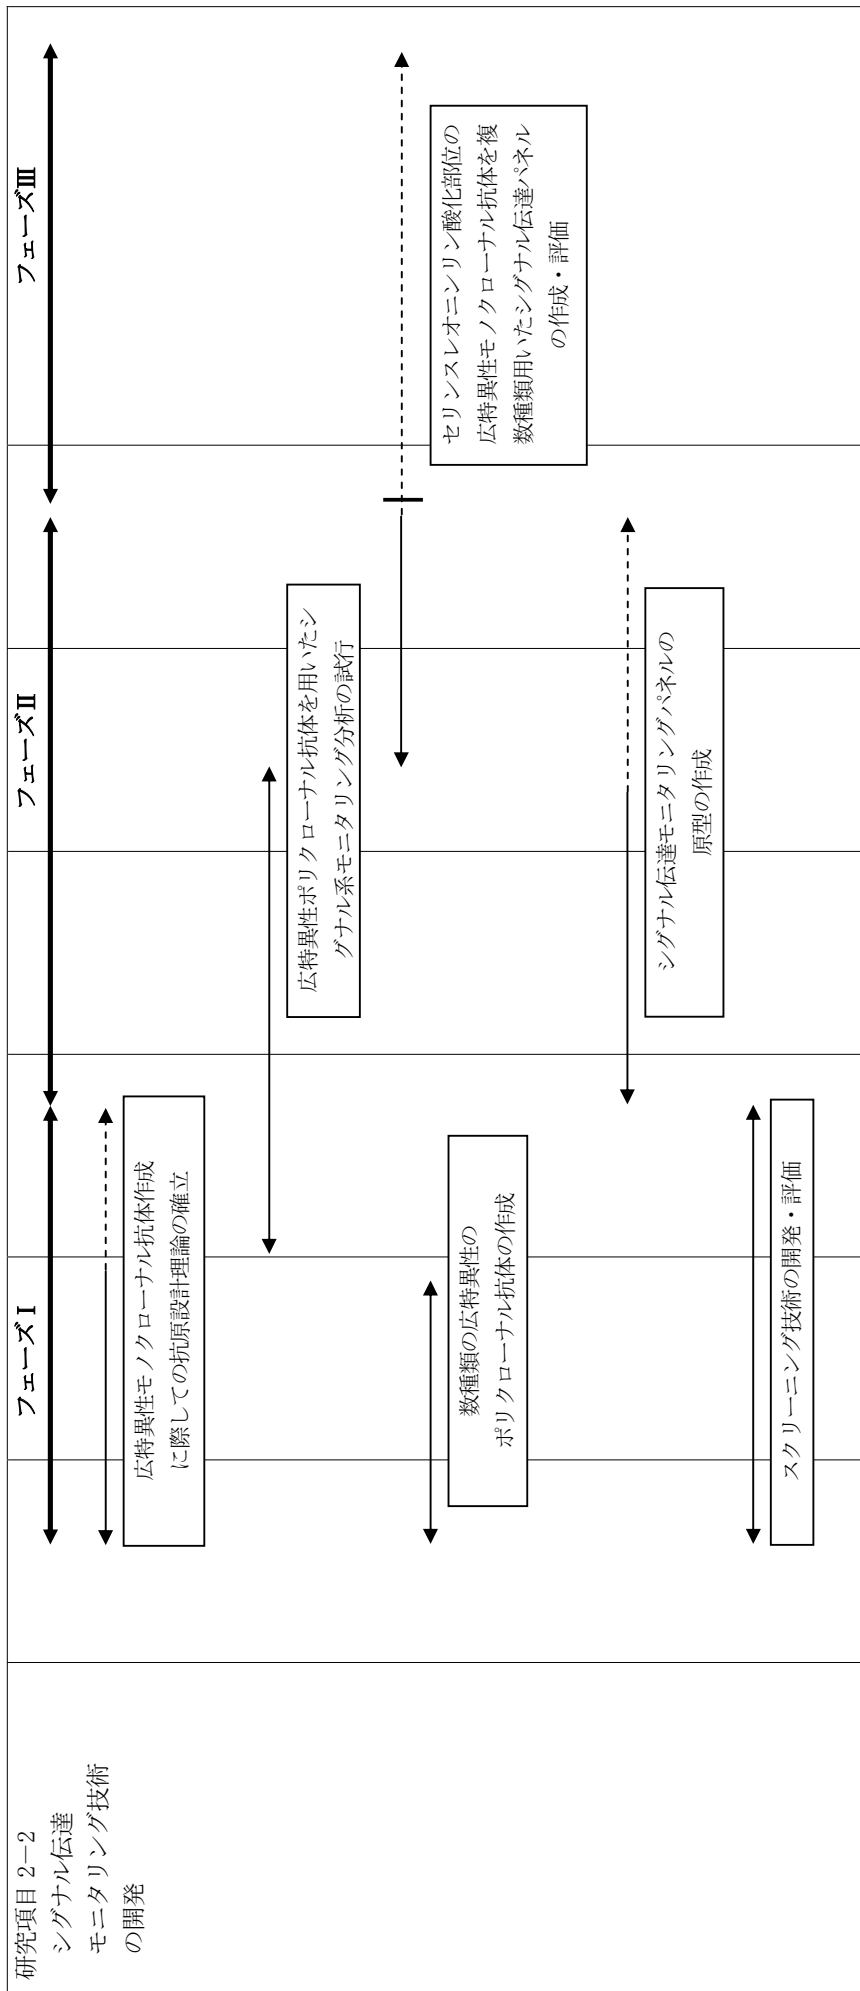 研究項目 2－2
シグナル伝達
モニタリング技術
の開発
フェーズⅠ
フェーズⅡ
フェーズⅢ
広特異性モノクローナル抗体作成
に際しての抗原設計理論の確立
広特異性ポリクローナル抗体を用いたシ
グナル系モニタリング分析の試行
セリンスレオニンリン酸化部位の
広特異性モノクローナル抗体を複
数種類用いたシグナル伝達パネル
の作成・評価
数種類の広特異性の
ポリクローナル抗体の作成
シグナル伝達モニタリングパネルの
原型の作成
スクリーニング技術の開発・評価